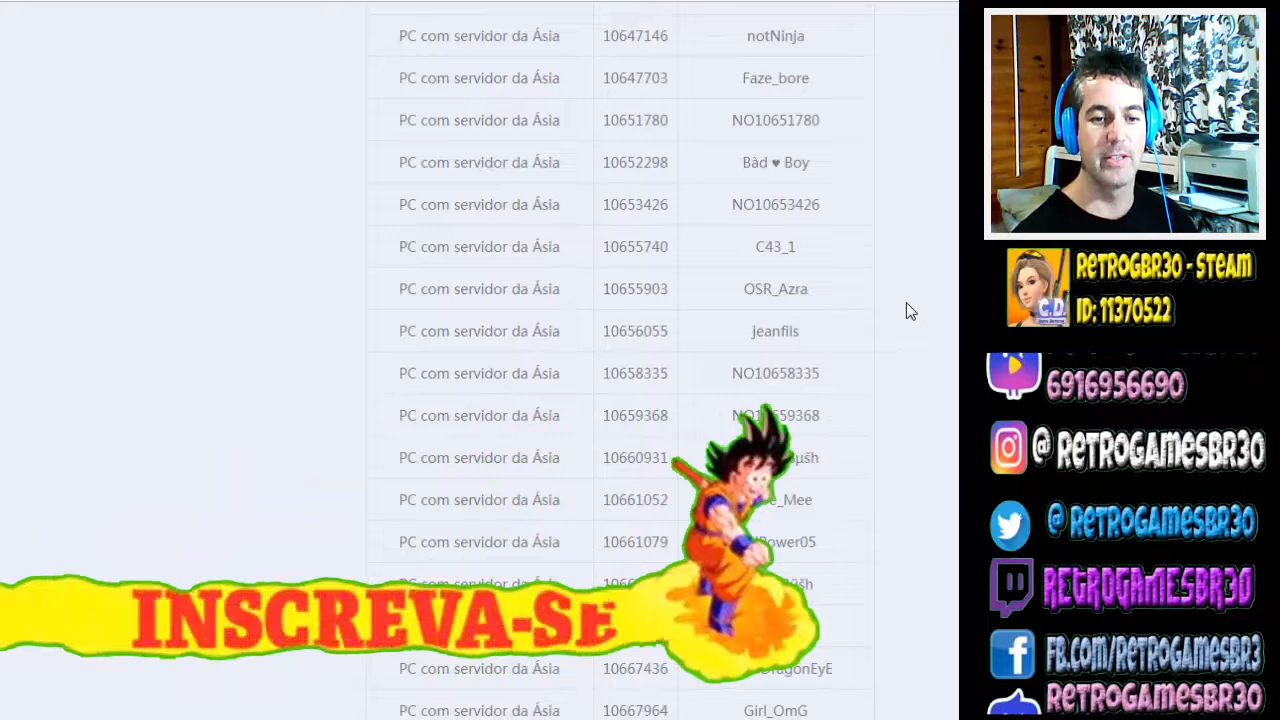 PC com servidor da Ásia 10647146 notNinja
PC com servidor da Ásia 10647703 Faze_bore
PC com servidor da Ásia 10651780 NO10651780
PC com servidor da Ásia 10652298 Bàd ♥ Boy
PC com servidor da Ásia 10653426 NO10653426
PC com servidor da Ásia 10655740 C43_1
PC com servidor da Ásia 10655903 OSR_Azra
PC com servidor da Ásia 10656055
PC com servidor da Ásia 10658335 NO10658335
PC com servidor da Ásia 10659368
PC com servidor da Ásia 10660931
PC com servidor da Ásia 10661052
PC com servidor da Ásia 10661079
PC com servidor da Ásia
PC com servidor da Ásia 10667436
PC com servidor da Ásia 10667964 Girl_OmG
INSCREVA-SE
RETROGBR30 - STEAM
ID: 11370522
C.D.
6916956690
@ RETROGAMESBR30
@ RETROGAMESBR30
RETROGAMESBR30
FB.COM/RETROGAMESBR3
RETROGAMESBR30